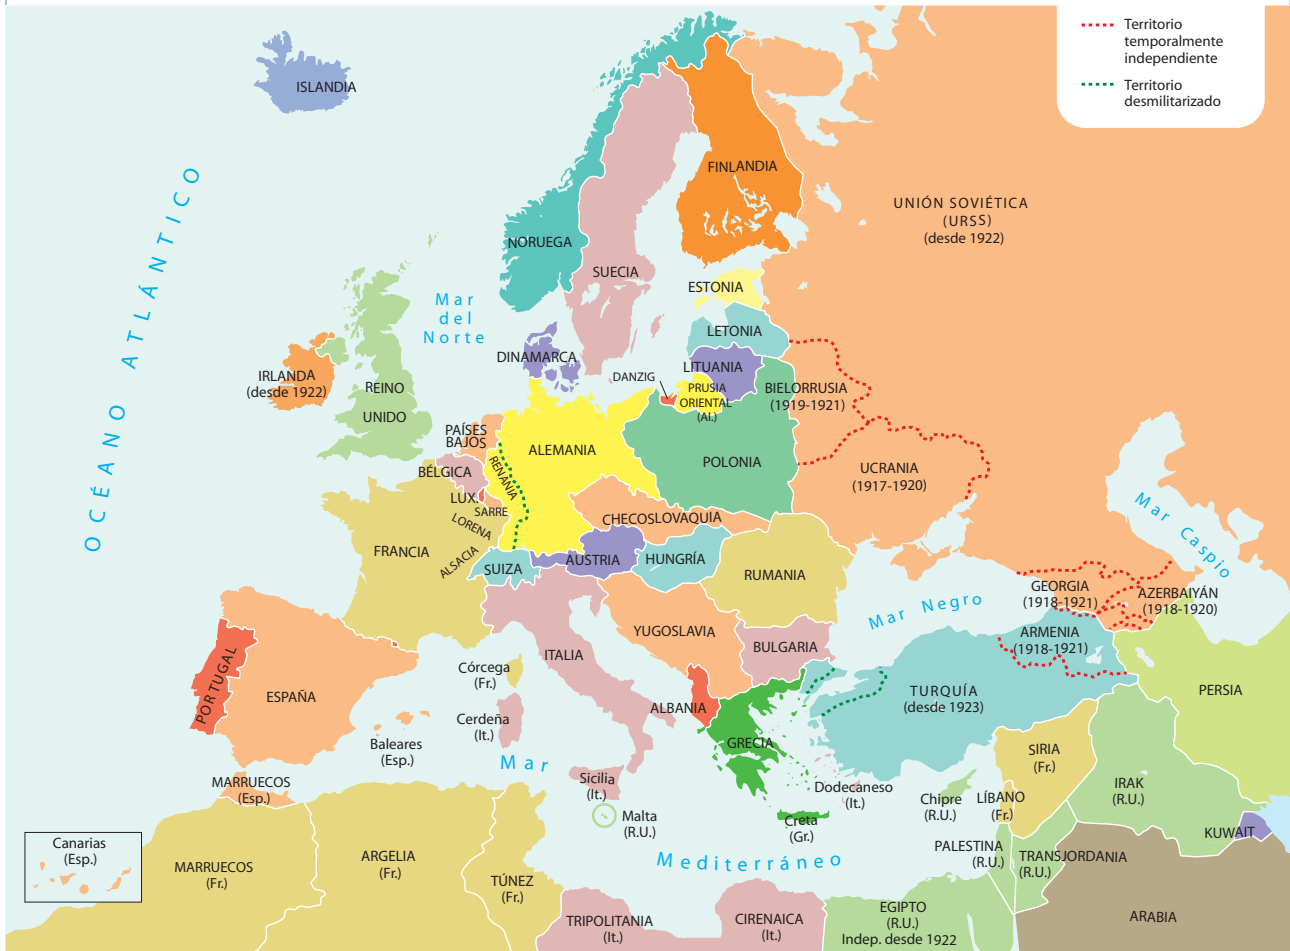 Territorio
temporalmente
independiente
Territorio
desmilitarizado
ISLANDIA
OCÉANO ATLÁNTICO
FINLANDIA
UNIÓN SOVIÉTICA
(URSS)
(desde 1922)
NORUEGA
SUECIA
ESTONIA
Mar
del
Norte
LETONIA
DINAMARCA
LITUANIA
DANZIG
PRUSIA
ORIENTAL
(Al.)
BIELORRUSIA
(1919-1921)
IRLANDA
(desde 1922)
REINO
UNIDO
PAÍSES
BAJOS
ALEMANIA
RENANIA
POLONIA
UCRANIA
(1917-1920)
BÉLGICA
LUX.
SARRE
LORENA
ALSACIA
FRANCIA
CHECOSLOVAQUIA
SUIZA
AUSTRIA
HUNGRÍA
RUMANIA
Mar Caspio
Mar Negro
GEORGIA
(1918-1921)
AZERBAIYÁN
(1918-1920)
ARMENIA
(1918-1921)
YUGOSLAVIA
BULGARIA
ITALIA
PORTUGAL
ESPAÑA
Córcega
(Fr.)
Cerdeña
(It.)
ALBANIA
TURQUÍA
(desde 1923)
PERSIA
Baleares
(Esp.)
GRECIA
Mar
Mediterráneo
SIRIA
(Fr.)
MARRUECOS
(Esp.)
Sicilia
(It.)
Dodecaneso
(It.)
Chipre
(R.U.)
LÍBANO
(Fr.)
IRAK
(R.U.)
Malta
(R.U.)
Creta
(Gr.)
KUWAIT
Canarias
(Esp.)
MARRUECOS
(Fr.)
ARGELIA
(Fr.)
TÚNEZ
(Fr.)
PALESTINA
(R.U.)
TRANSJORDANIA
(R.U.)
TRIPOLITANIA
(It.)
CIRENAICA
(It.)
EGIPTO
(R.U.)
Indep. desde 1922
ARABIA